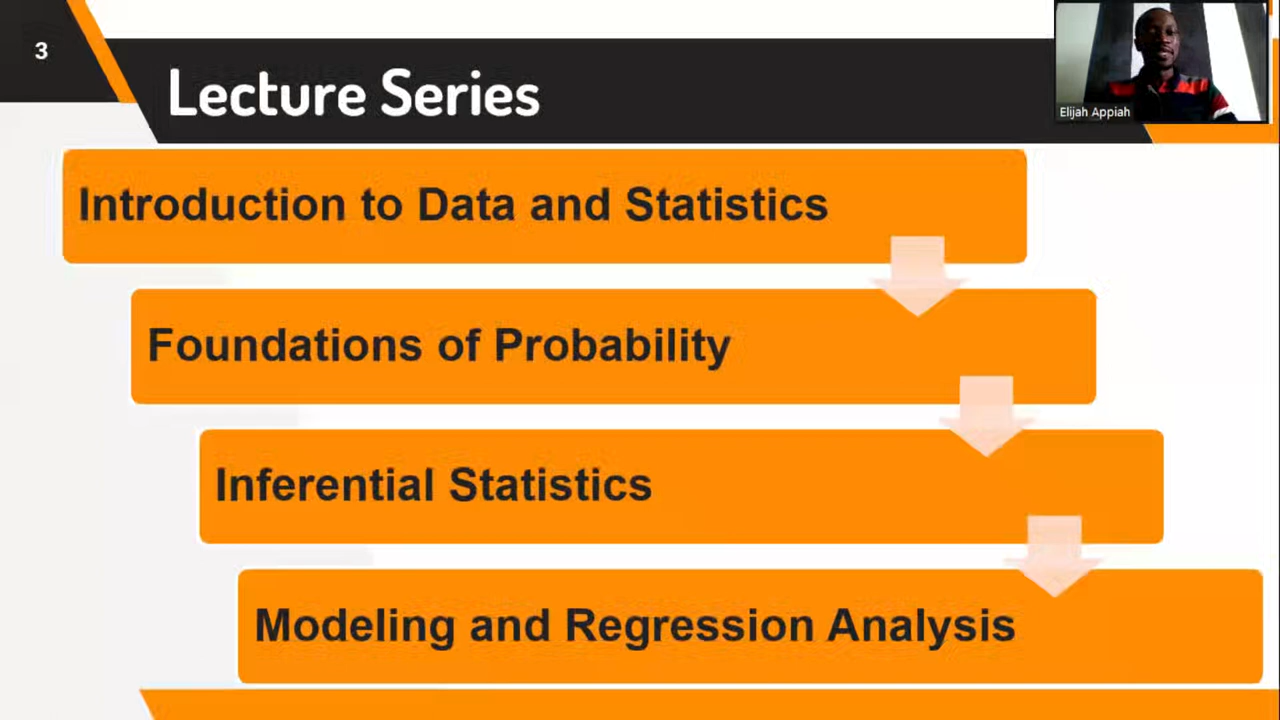 3
Lecture Series
Elijah Appiah
Introduction to Data and Statistics
Foundations of Probability
Inferential Statistics
Modeling and Regression Analysis